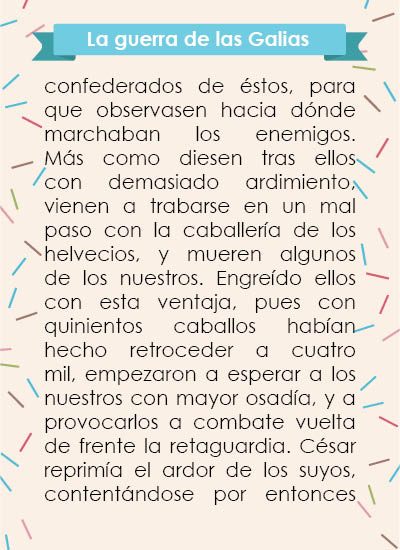 La guerra de las Galias
confederados de éstos, para
que observasen hacia dónde
marchaban los enemigos.
Más como diesen tras ellos
con demasiado ardimiento,
vienen a trabarse en un mal
paso con la caballería de los
helvecios, y mueren algunos
de los nuestros. Engreído ellos
con esta ventaja, pues con
quinientos caballos habían
hecho retroceder a cuatro
mil, empezaron a esperar a los
nuestros con mayor osadía, y a
provocarlos a combate vuelta
de frente la retaguardia. César
reprimía el ardor de los suyos,
contentándose por entonces